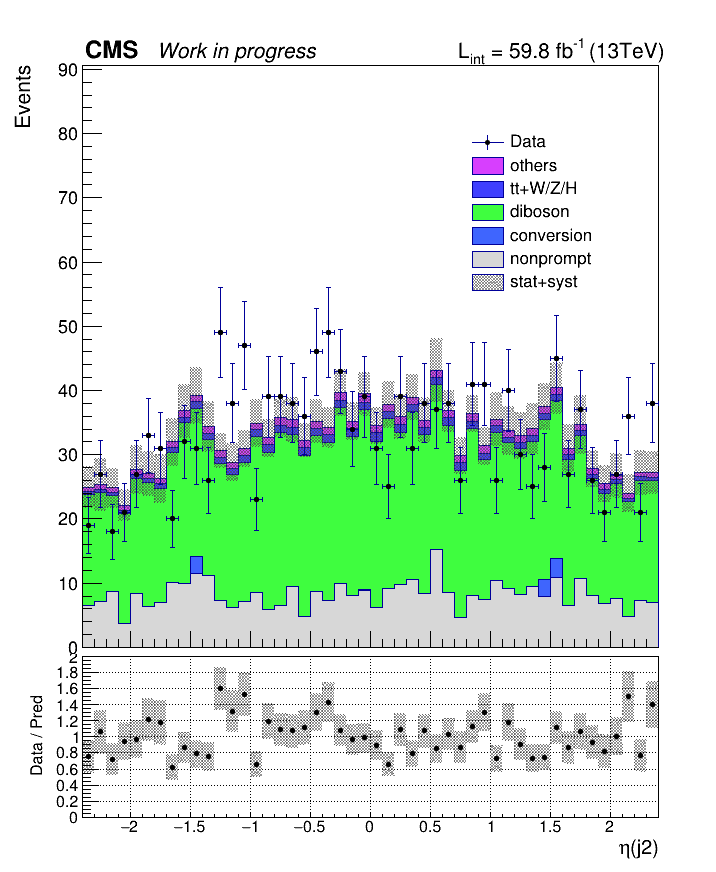 CMS Work in progress L_int = 59.8 fb⁻¹ (13TeV)
Events
90
80
70
60
50
40
30
20
10
0
Data
others
tt+W/Z/H
diboson
conversion
nonprompt
stat+syst
Data / Pred
2
1.8
1.6
1.4
1.2
1
0.8
0.6
0.4
0.2
0
−2 −1.5 −1 −0.5 0 0.5 1 1.5 2
η(j2)